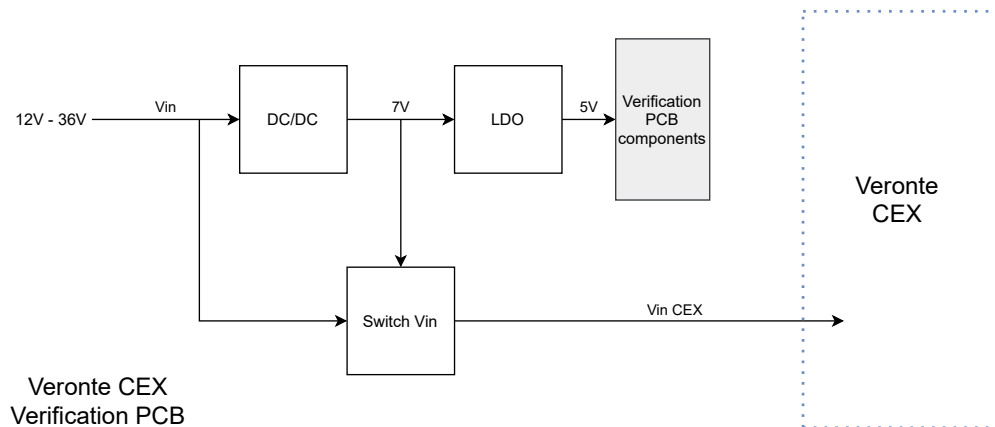 12V - 36V
Vin
DC/DC
7V
LDO
5V
Verification
PCB
components
Veronte
CEX
Switch Vin
Vin CEX
Veronte CEX
Verification PCB